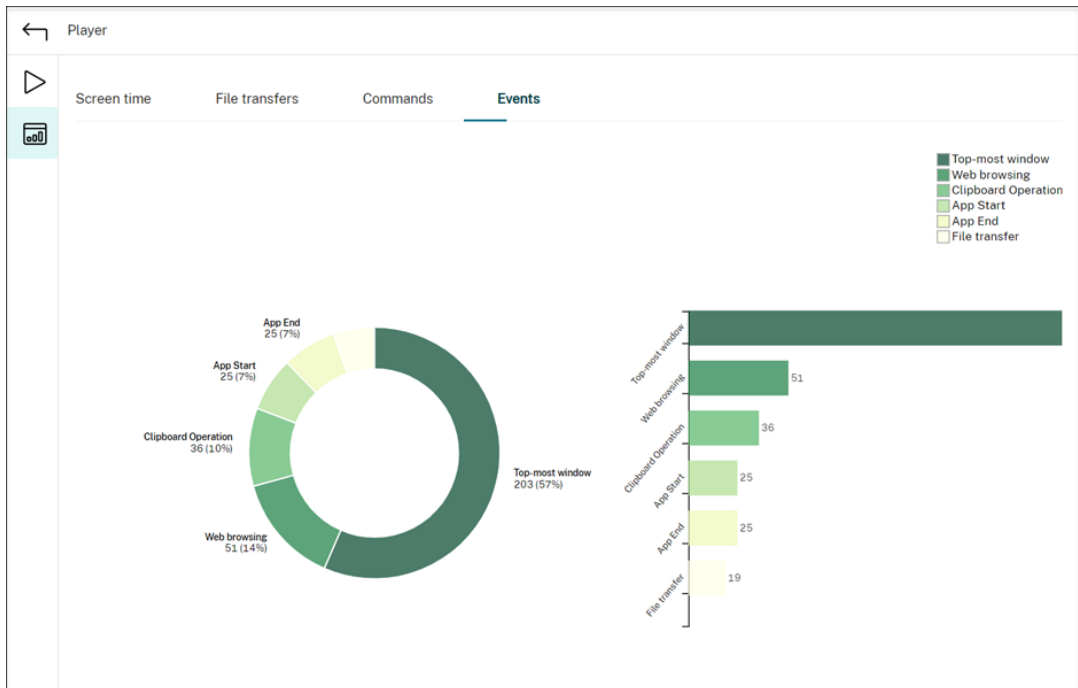 Player
Screen time
File transfers
Commands
Events
Top-most window
Web browsing
Clipboard Operation
App Start
App End
File transfer
App End
25 (7%)
App Start
25 (7%)
Clipboard Operation
36 (10%)
Web browsing
51 (14%)
Top-most window
203 (57%)
Top-most window
Web browsing
51
Clipboard Operation
36
App Start
25
App End
25
File transfer
19